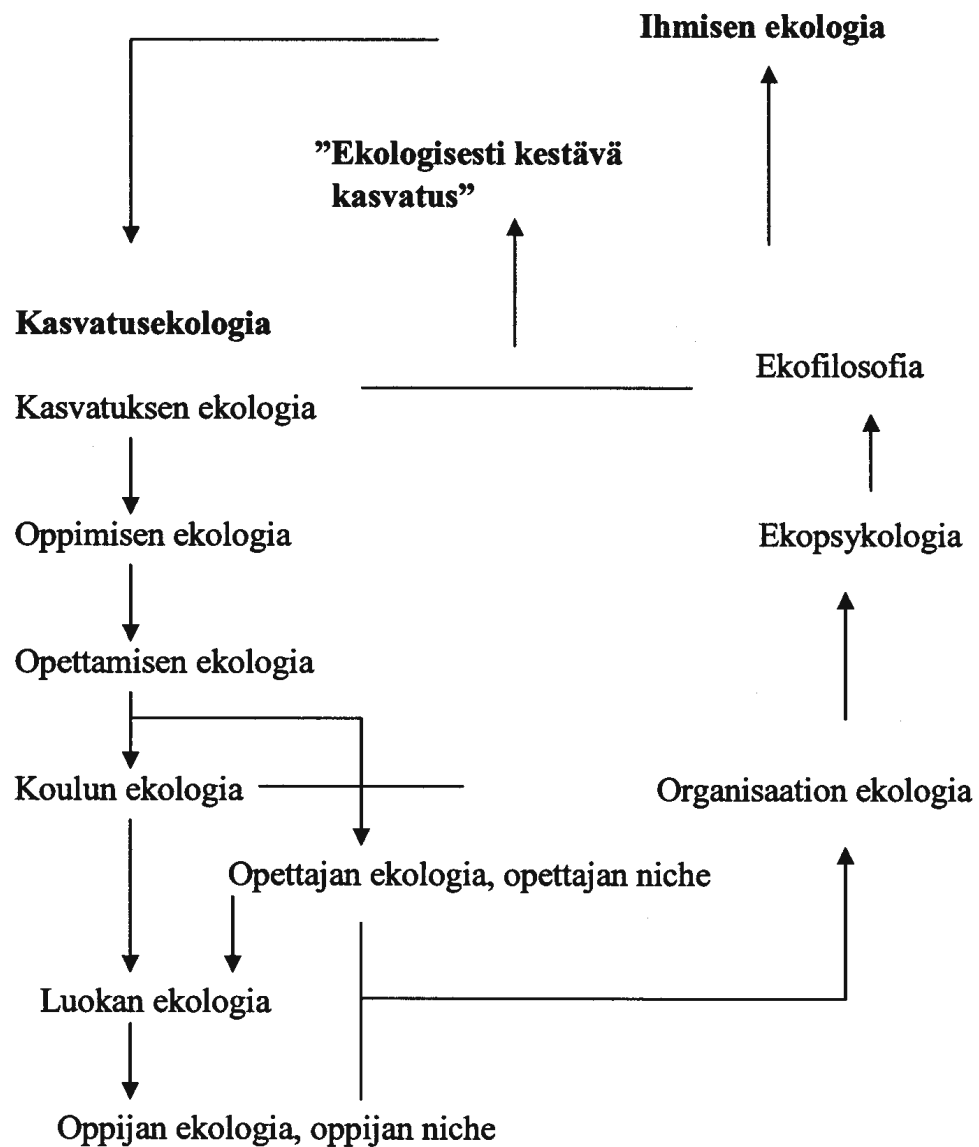 Ihmisen ekologia
”Ekologisesti kestävä
kasvatus”
Kasvatusekologia
Ekofilosofia
Kasvatuksen ekologia
Oppimisen ekologia
Ekopsykologia
Opettamisen ekologia
Koulun ekologia
Organisaation ekologia
Opettajan ekologia, opettajan niche
Luokan ekologia
Oppijan ekologia, oppijan niche